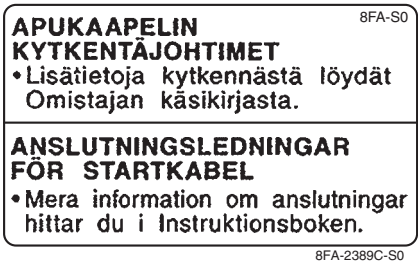 8FA-S0
APUKAAPELIN
KYTKENTÄJOHTIMET
• Lisätietoja kytkennästä löydät
Omistajan käsikirjasta.
ANSLUTNINGSLEDNINGAR
FÖR STARTKABEL
• Mera information om anslutningar
hittar du i Instruktionsboken.
8FA-2389C-S0